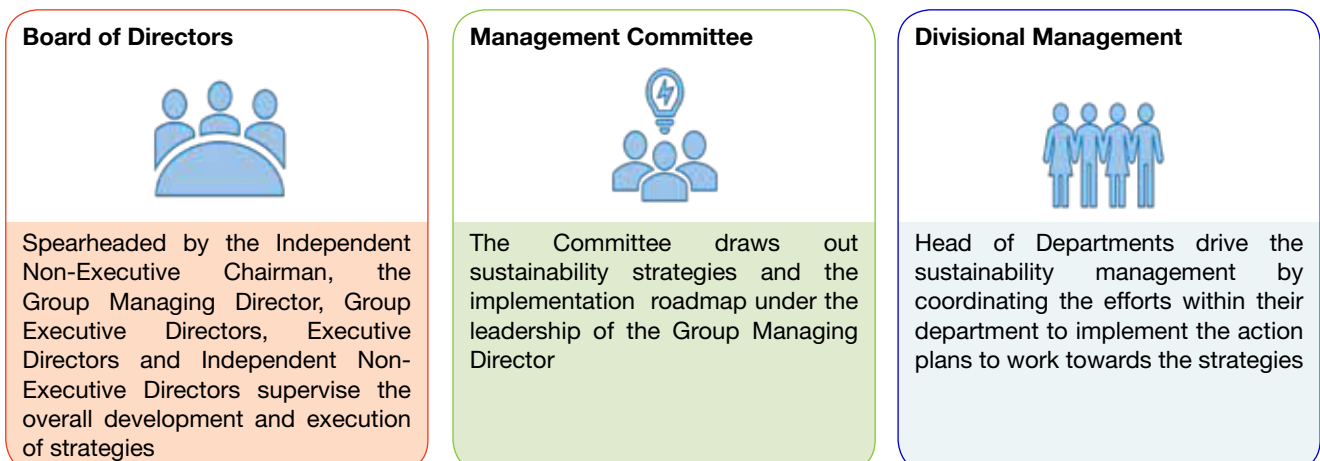 Board of Directors
Spearheaded by the Independent
Non-Executive Chairman, the
Group Managing Director, Group
Executive Directors, Executive
Directors and Independent Non-
Executive Directors supervise the
overall development and execution
of strategies
Management Committee
The Committee draws out
sustainability strategies and the
implementation roadmap under the
leadership of the Group Managing
Director
Divisional Management
Head of Departments drive the
sustainability management by
coordinating the efforts within their
department to implement the action
plans to work towards the strategies